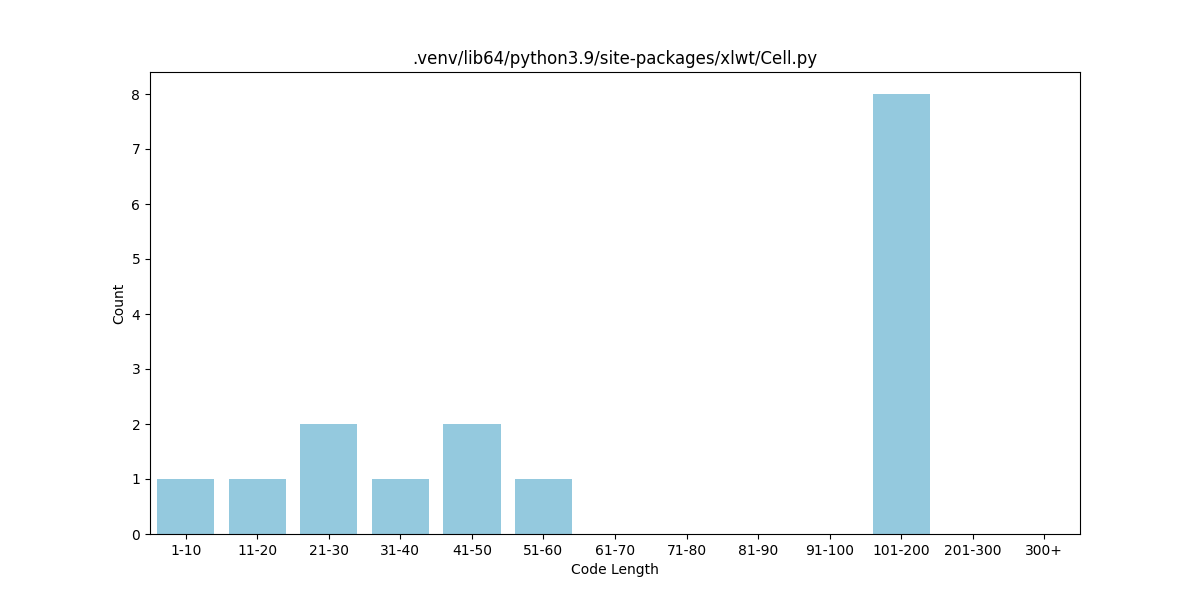 .venv/lib64/python3.9/site-packages/xlwt/Cell.py
8
7
6
5
4
3
2
1
0
Count
1-10 11-20 21-30 31-40 41-50 51-60 61-70 71-80 81-90 91-100 101-200 201-300 300+
Code Length